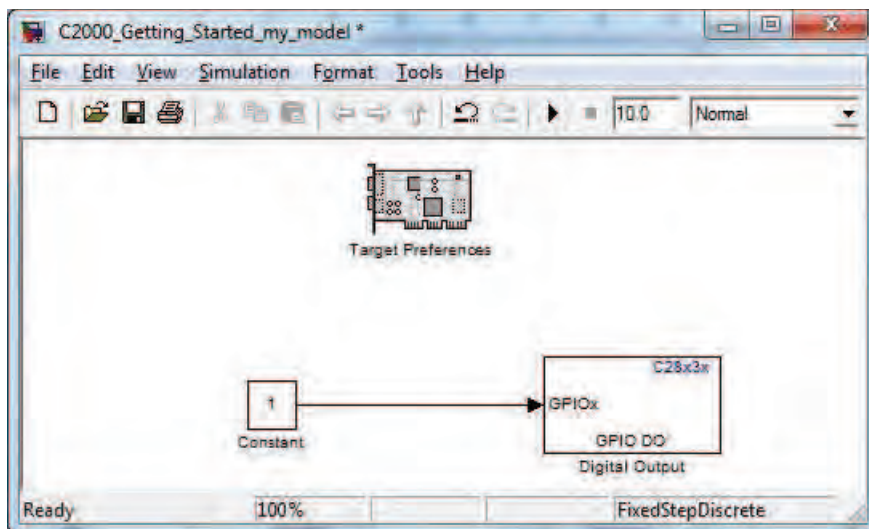 C2000_Getting_Started_my_model *
File Edit View Simulation Format Tools Help
10.0 Normal
Target Preferences
1
Constant
C28x3x
GPIOx
GPIO DO
Digital Output
Ready 100% FixedStepDiscrete